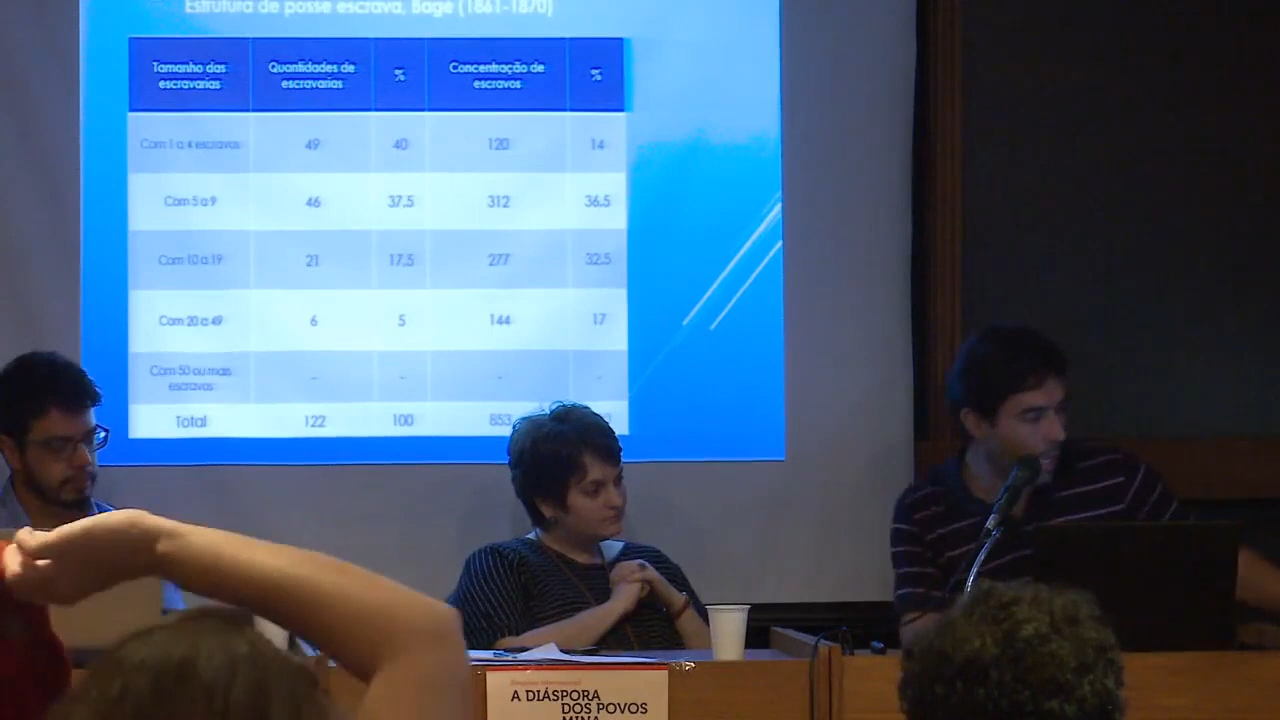 Estrutura de posse escrava, Bagé (1861-1870)
Tamanho das escravarias Quantidades de escravarias % Concentração de escravos %
Com 1 a 4 escravos 49 40 120 14
Com 5 a 9 46 37.5 312 36.5
Com 10 a 19 21 17.5 277 32.5
Com 20 a 49 6 5 144 17
Com 50 ou mais escravos - - - -
Total 122 100 853
A DIÁSPORA
DOS POVOS
MINA